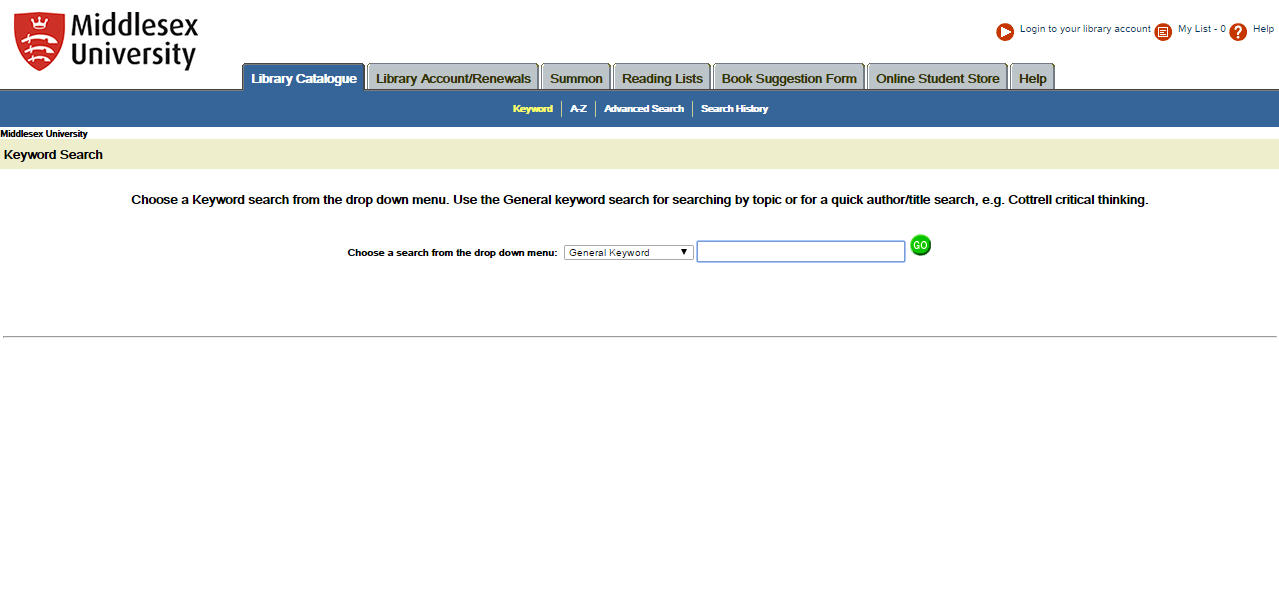 Middlesex
University
Login to your library account My List - 0 ? Help
Library Catalogue Library Account/Renewals Summon Reading Lists Book Suggestion Form Online Student Store Help
Keyword A-Z Advanced Search Search History
Middlesex University
Keyword Search
Choose a Keyword search from the drop down menu. Use the General keyword search for searching by topic or for a quick author/title search, e.g. Cottrell critical thinking.
Choose a search from the drop down menu: General Keyword GO